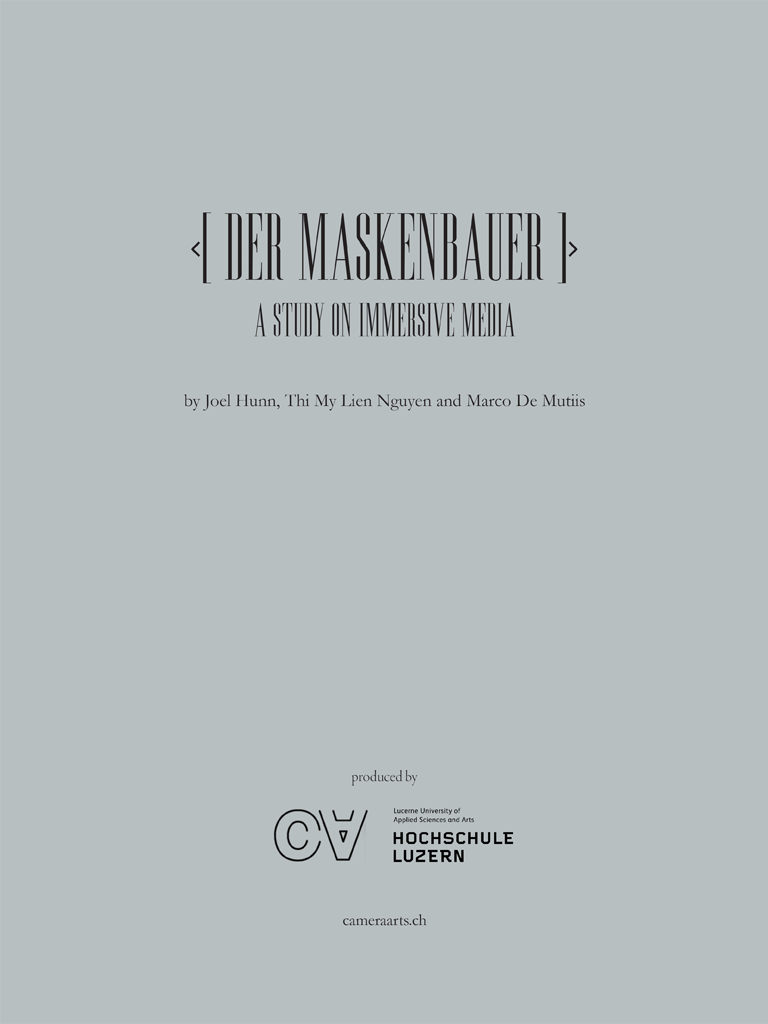 <[ DER MASKENBAUER ]>
A STUDY ON IMMERSIVE MEDIA
by Joel Hunn, Thi My Lien Nguyen and Marco De Mutiis
produced by
CA
Lucerne University of
Applied Sciences and Arts
HOCHSCHULE
LUZERN
cameraarts.ch